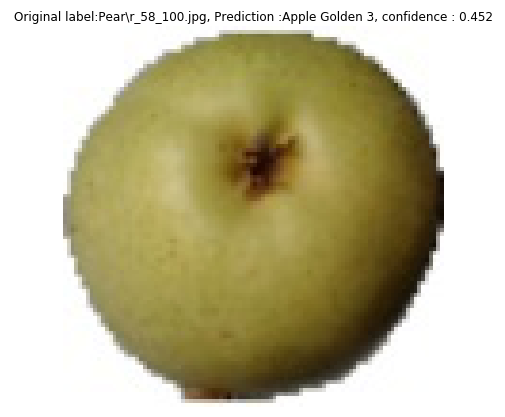 Original label:Pear\r_58_100.jpg, Prediction :Apple Golden 3, confidence : 0.452